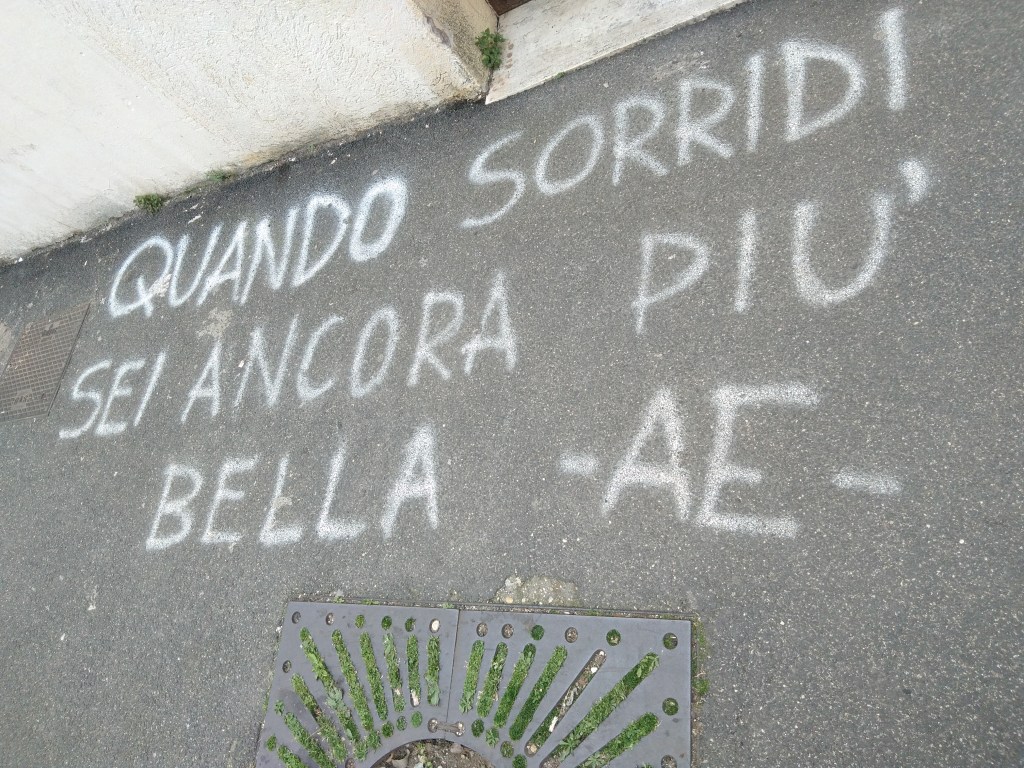 QUANDO SORRIDI
SEI ANCORA PIU'
BELLA -AE-